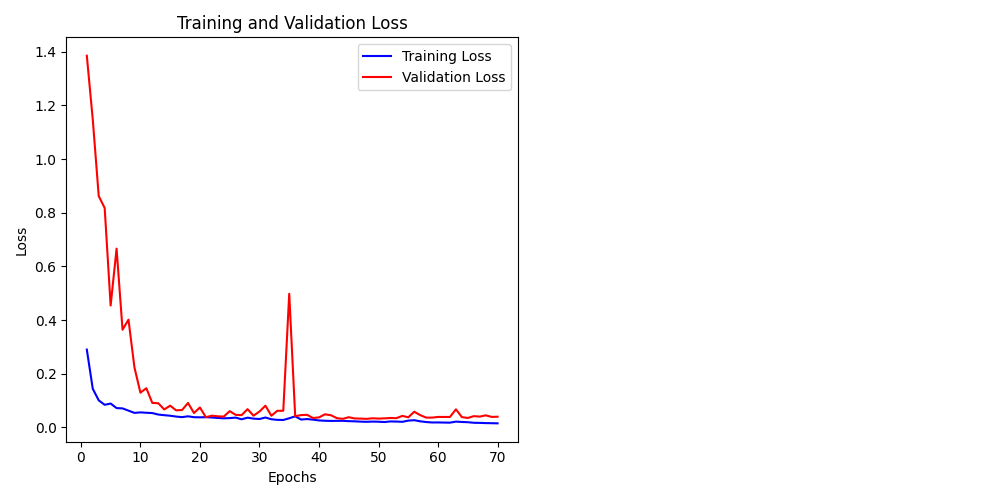 Training and Validation Loss
Training Loss
Validation Loss
1.4
1.2
1.0
0.8
0.6
0.4
0.2
0.0
Loss
0 10 20 30 40 50 60 70
Epochs